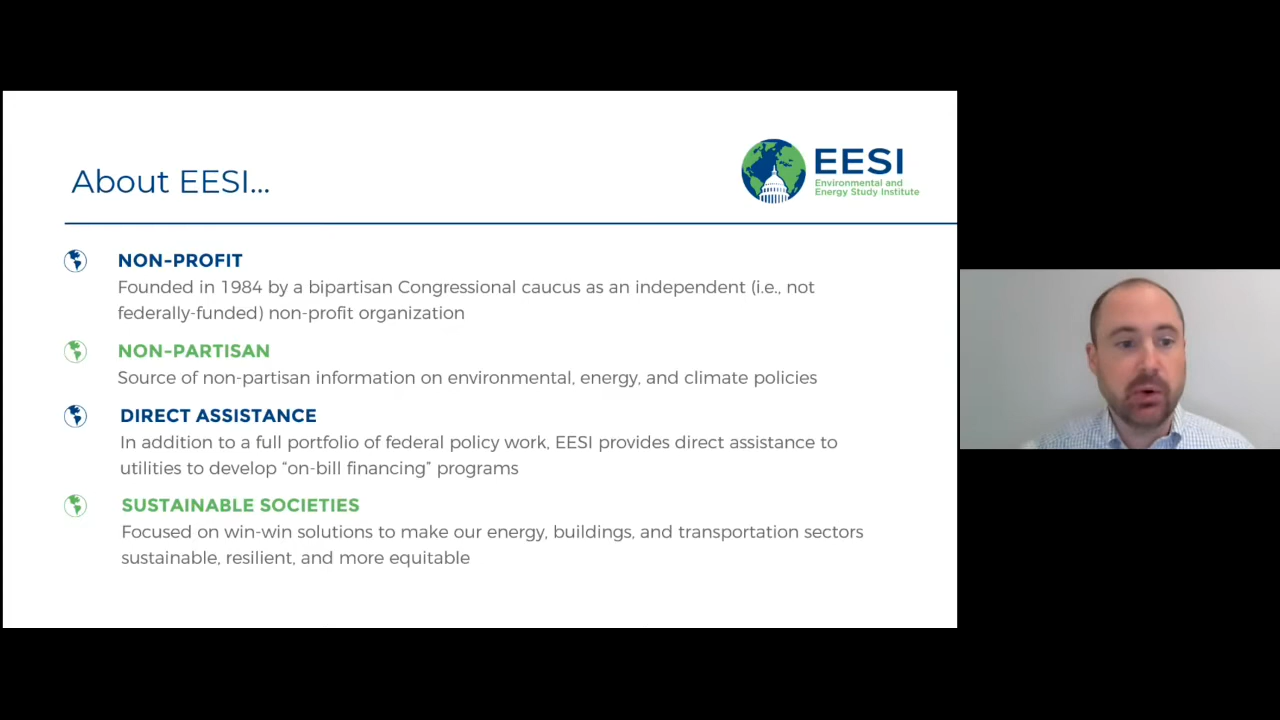 About EESI...
EESI
Environmental and
Energy Study Institute
NON-PROFIT
Founded in 1984 by a bipartisan Congressional caucus as an independent (i.e., not
federally-funded) non-profit organization
NON-PARTISAN
Source of non-partisan information on environmental, energy, and climate policies
DIRECT ASSISTANCE
In addition to a full portfolio of federal policy work, EESI provides direct assistance to
utilities to develop “on-bill financing” programs
SUSTAINABLE SOCIETIES
Focused on win-win solutions to make our energy, buildings, and transportation sectors
sustainable, resilient, and more equitable